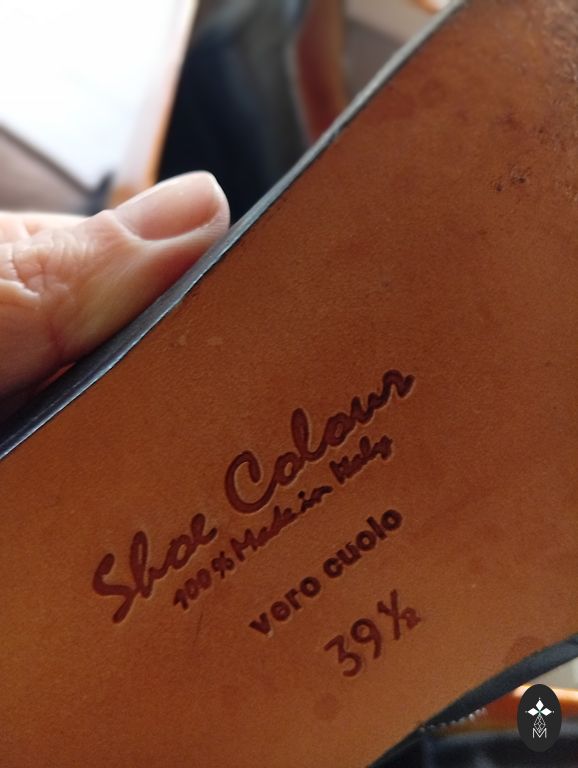 Shoe Colour
100% Made in Italy
vero cuoio
39½
M